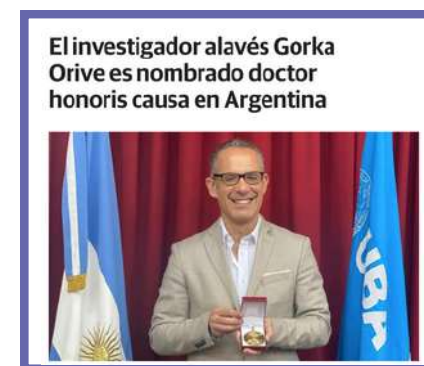 El investigador alavés Gorka
Orive es nombrado doctor
honoris causa en Argentina
UBA